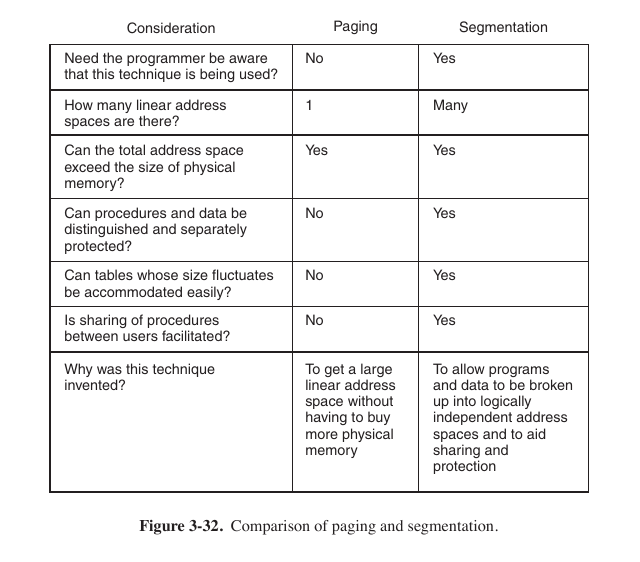 Consideration Paging Segmentation
Need the programmer be aware No Yes
that this technique is being used?
How many linear address 1 Many
spaces are there?
Can the total address space Yes Yes
exceed the size of physical
memory?
Can procedures and data be No Yes
distinguished and separately
protected?
Can tables whose size fluctuates No Yes
be accommodated easily?
Is sharing of procedures No Yes
between users facilitated?
Why was this technique
invented?
To get a large
linear address
space without
having to buy
more physical
memory
To allow programs
and data to be broken
up into logically
independent address
spaces and to aid
sharing and
protection
Figure 3-32. Comparison of paging and segmentation.